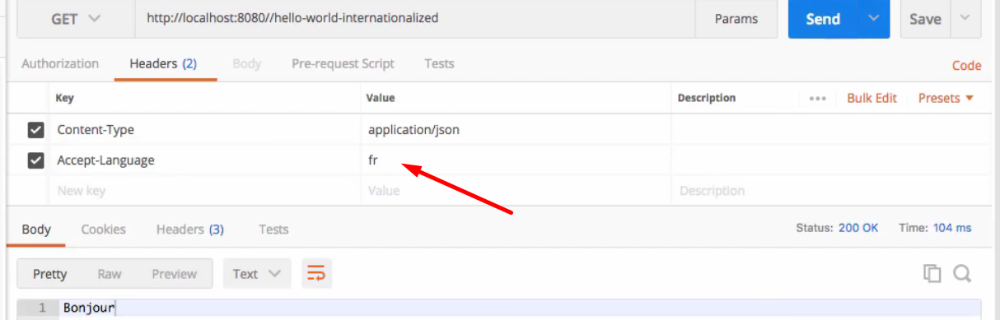 GET http://localhost:8080//hello-world-internationalized Params Send Save
Authorization Headers (2) Body Pre-request Script Tests Code
Key Value Description ••• Bulk Edit Presets
Content-Type application/json
Accept-Language fr
New key Value Description
Body Cookies Headers (3) Tests Status: 200 OK Time: 104 ms
Pretty Raw Preview Text
1 Bonjour